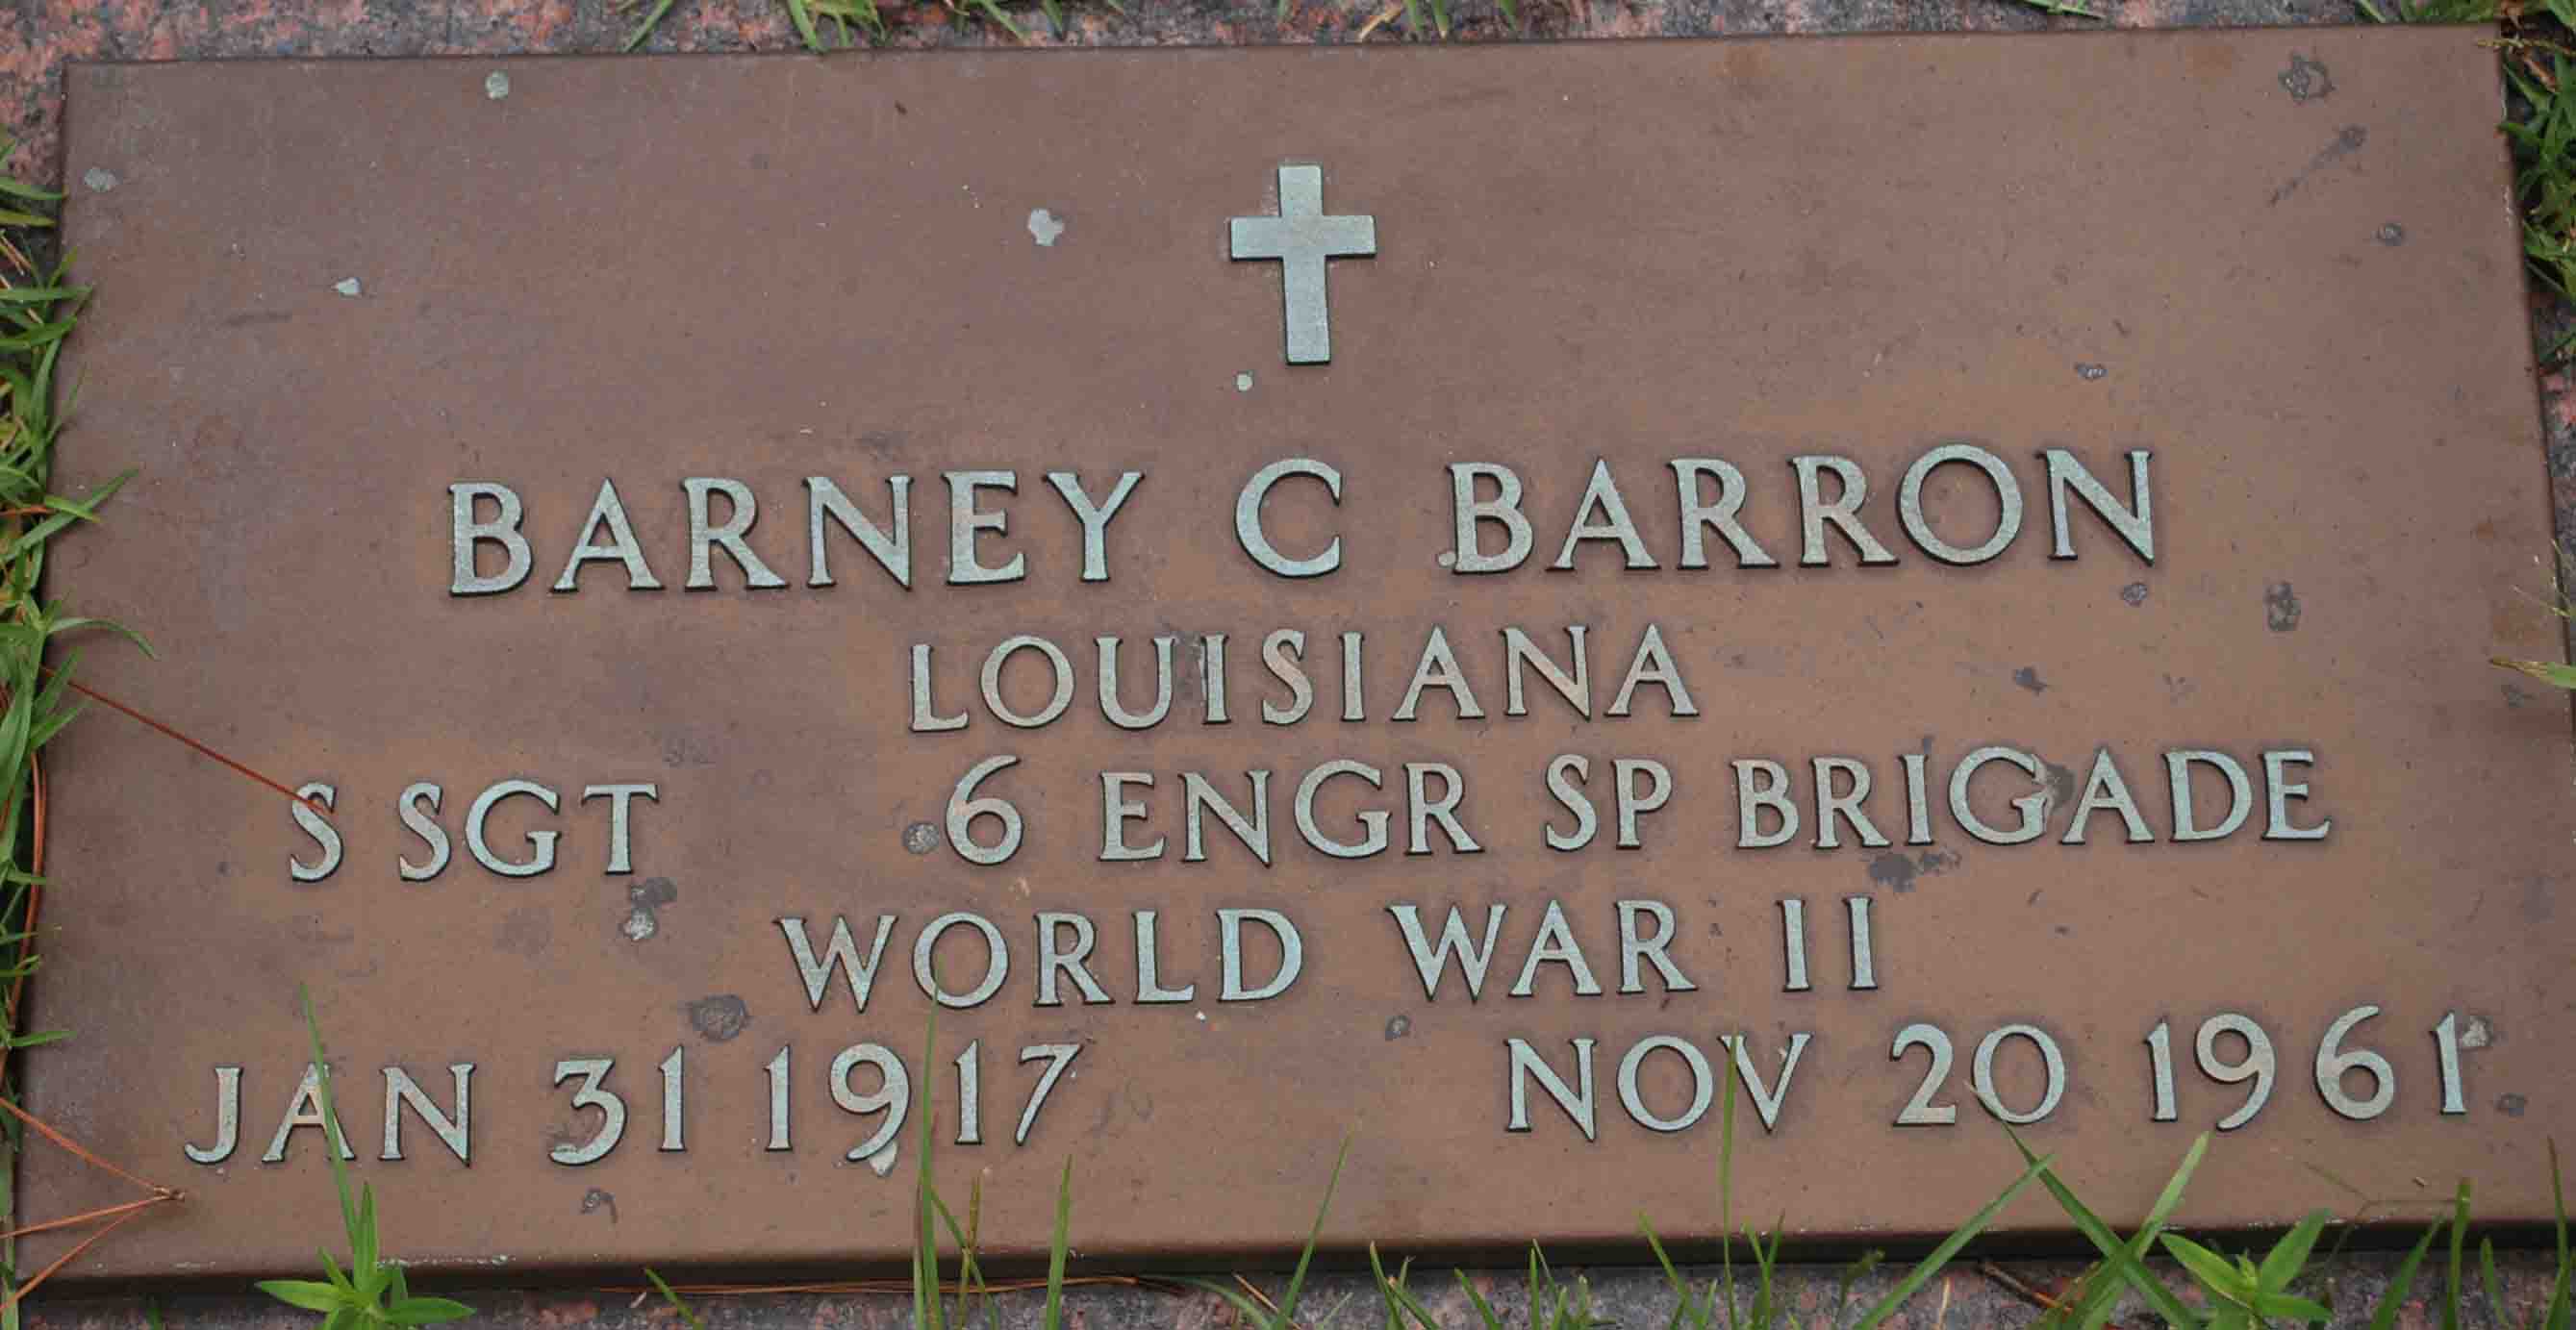 BARNEY C BARRON
LOUISIANA
S SGT 6 ENGR SP BRIGADE
WORLD WAR II
JAN 31 1917 NOV 20 1961